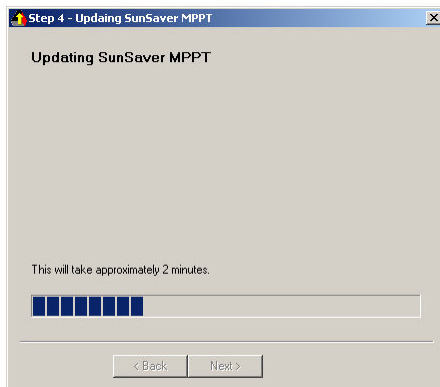 Step 4 - Updaing SunSaver MPPT
Updating SunSaver MPPT
This will take approximately 2 minutes.
< Back Next >